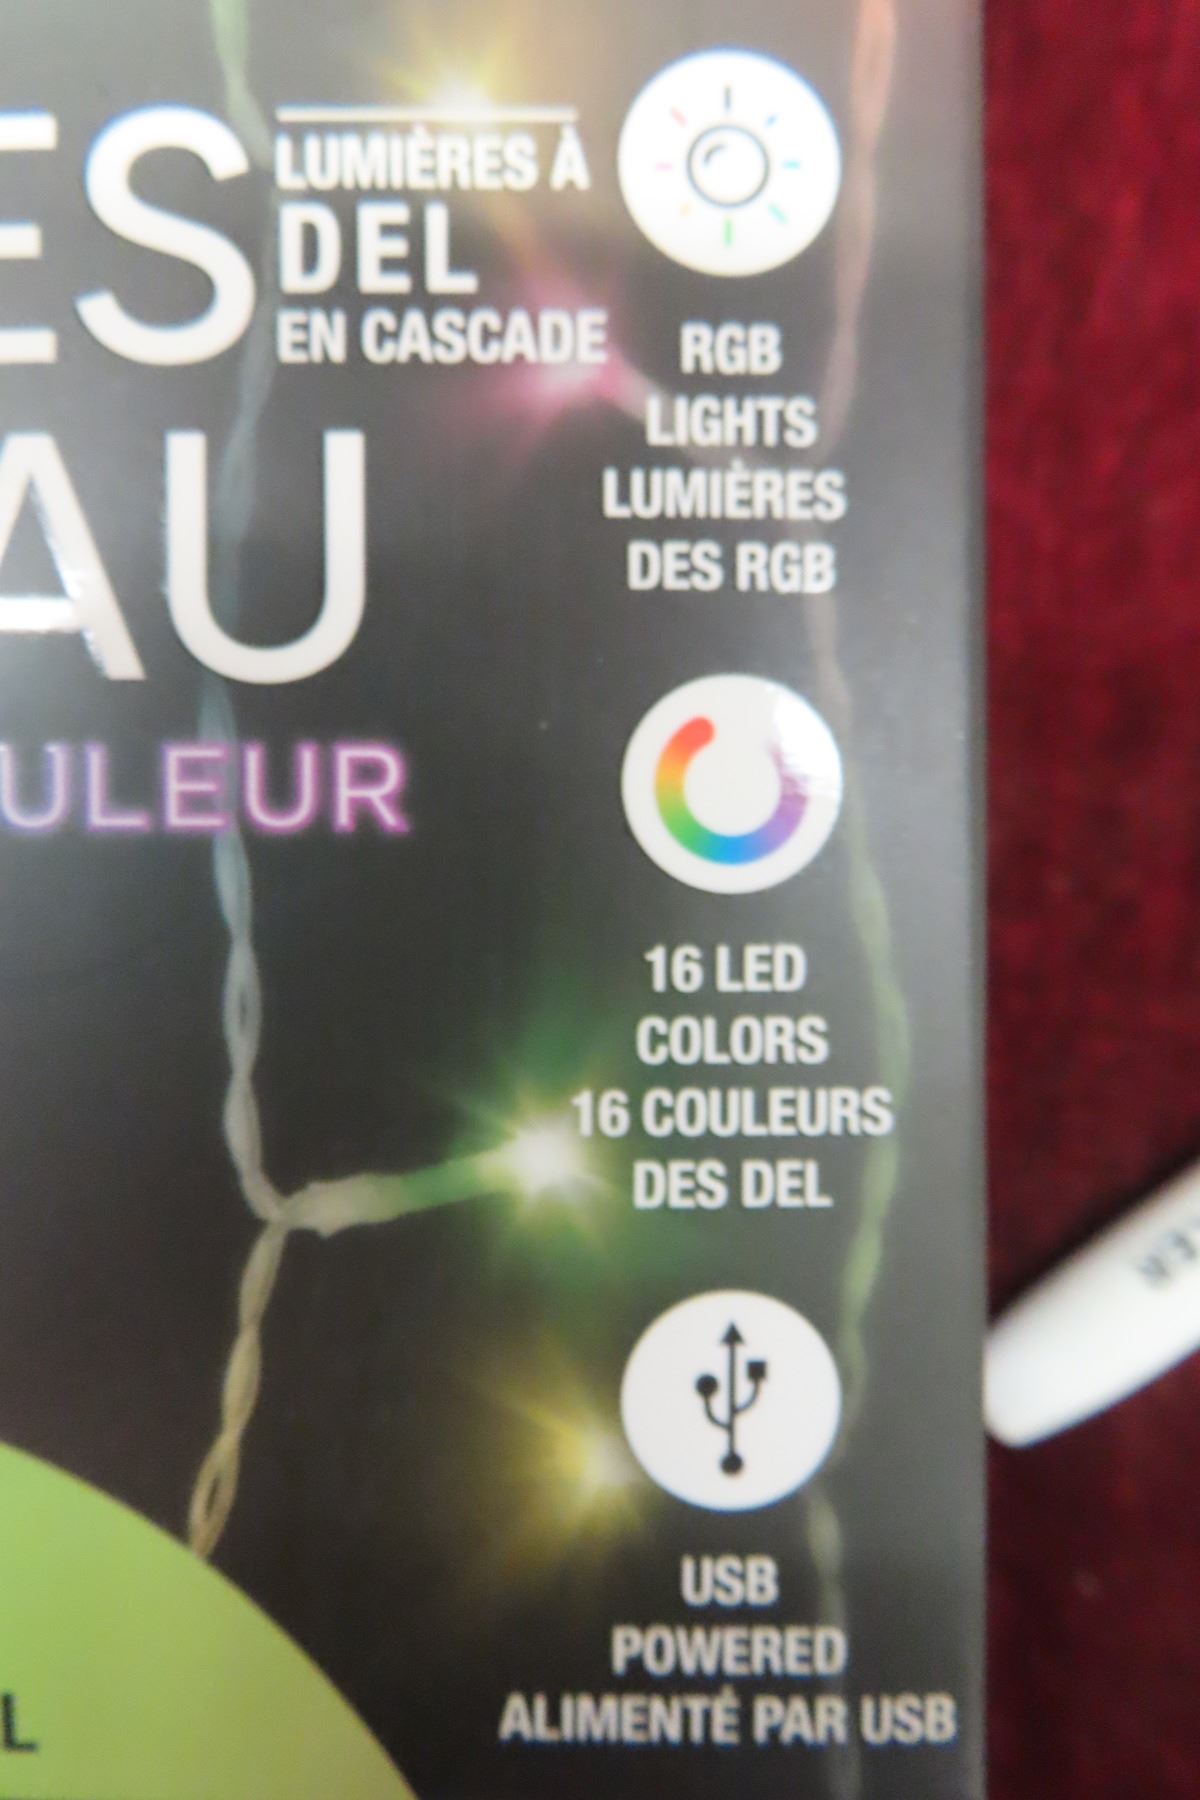 ES
LUMIÈRES À
DEL
EN CASCADE
AU
ULEUR
RGB
LIGHTS
LUMIÈRES
DES RGB
16 LED
COLORS
16 COULEURS
DES DEL
USB
POWERED
ALIMENTÉ PAR USB
L